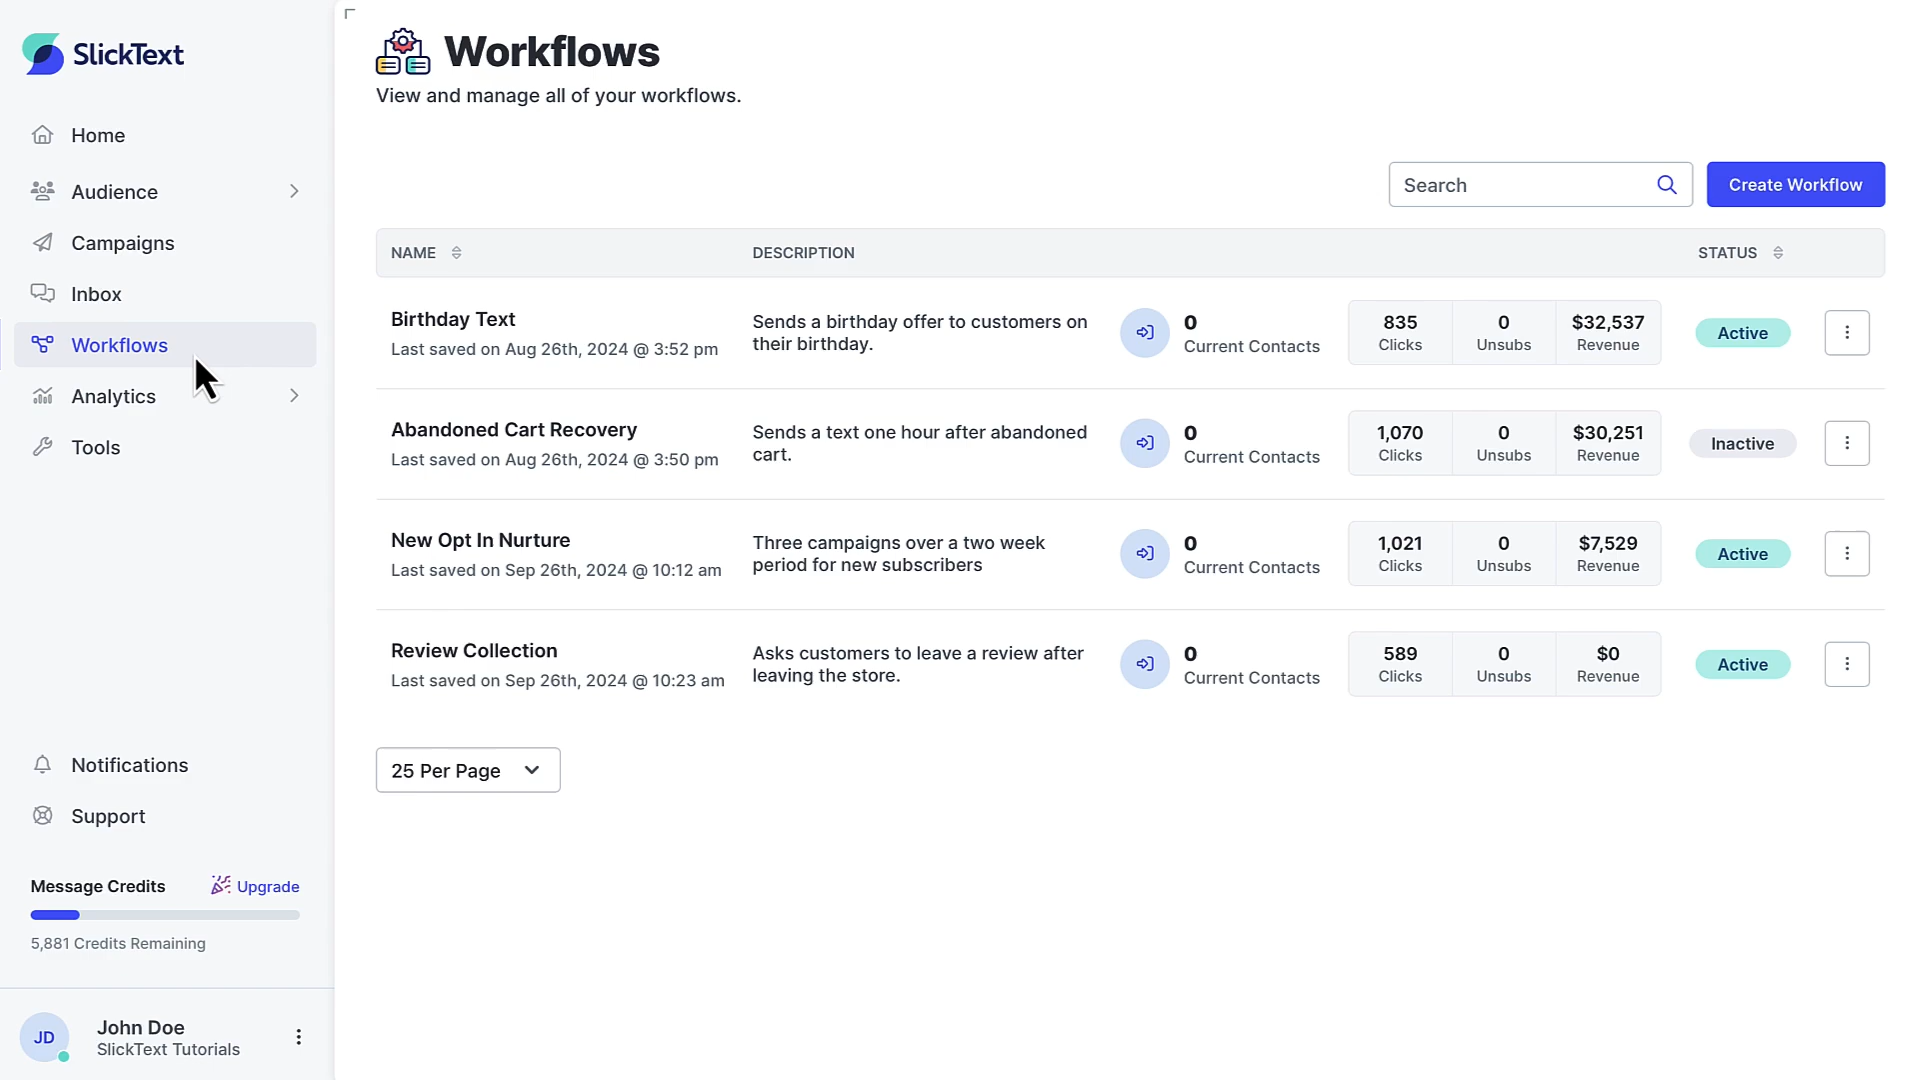 SlickText
Home
Audience
Campaigns
Inbox
Workflows
Analytics
Tools
Notifications
Support
Message Credits
Upgrade
5,881 Credits Remaining
JD
John Doe
SlickText Tutorials
Workflows
View and manage all of your workflows.
Search
Create Workflow
NAME DESCRIPTION STATUS
Birthday Text
Last saved on Aug 26th, 2024 @ 3:52 pm
Sends a birthday offer to customers on
their birthday.
0
Current Contacts
835
Clicks
0
Unsubs
$32,537
Revenue
Active
Abandoned Cart Recovery
Last saved on Aug 26th, 2024 @ 3:50 pm
Sends a text one hour after abandoned
cart.
0
Current Contacts
1,070
Clicks
0
Unsubs
$30,251
Revenue
Inactive
New Opt In Nurture
Last saved on Sep 26th, 2024 @ 10:12 am
Three campaigns over a two week
period for new subscribers
0
Current Contacts
1,021
Clicks
0
Unsubs
$7,529
Revenue
Active
Review Collection
Last saved on Sep 26th, 2024 @ 10:23 am
Asks customers to leave a review after
leaving the store.
0
Current Contacts
589
Clicks
0
Unsubs
$0
Revenue
Active
25 Per Page